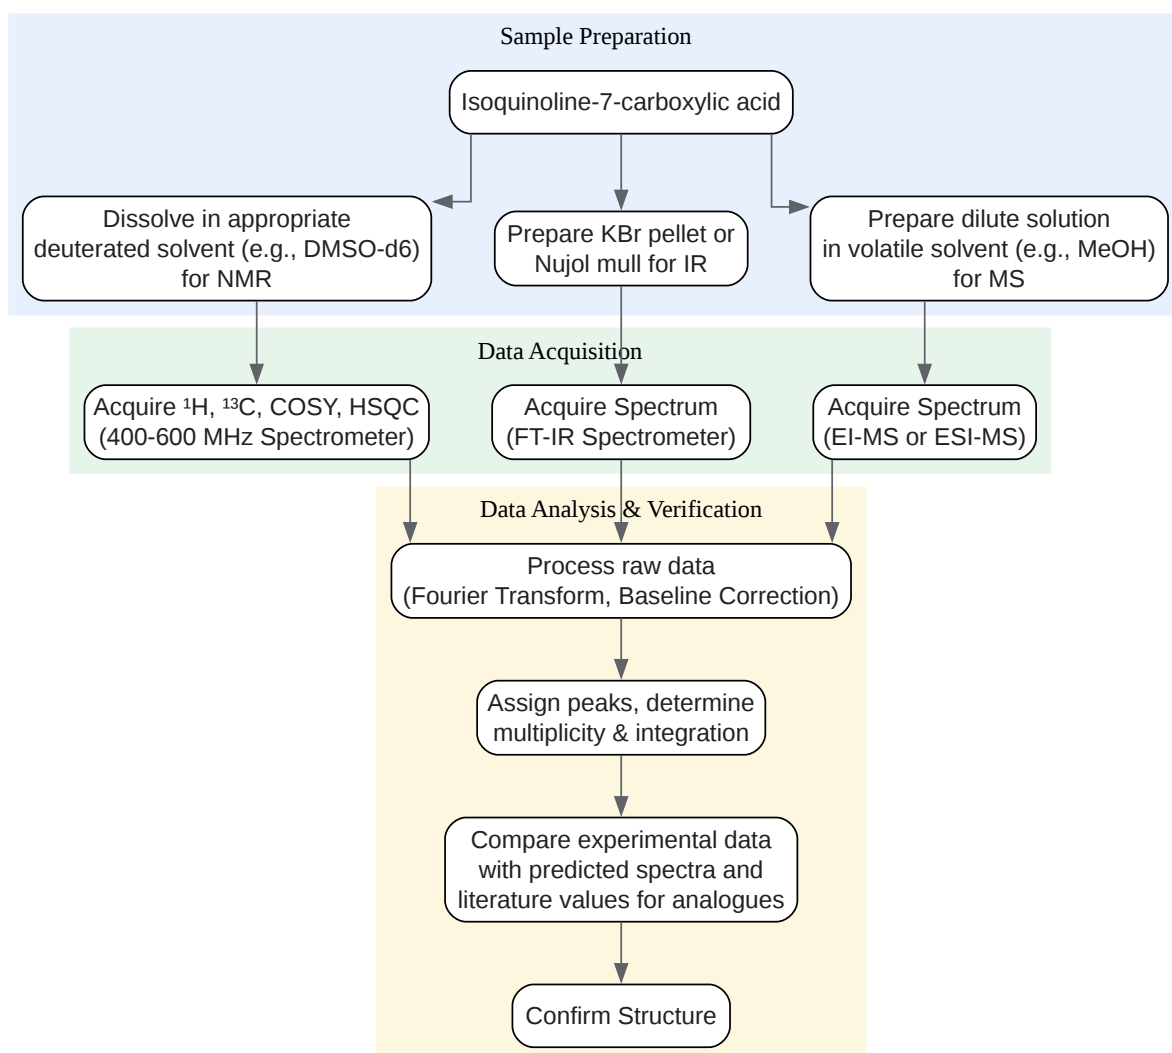 Sample Preparation
Isoquinoline-7-carboxylic acid
Dissolve in appropriate
deuterated solvent (e.g., DMSO-d6)
for NMR
Prepare KBr pellet or
Nujol mull for IR
Prepare dilute solution
in volatile solvent (e.g., MeOH)
for MS
Data Acquisition
Acquire ¹H, ¹³C, COSY, HSQC
(400-600 MHz Spectrometer)
Acquire Spectrum
(FT-IR Spectrometer)
Acquire Spectrum
(EI-MS or ESI-MS)
Data Analysis & Verification
Process raw data
(Fourier Transform, Baseline Correction)
Assign peaks, determine
multiplicity & integration
Compare experimental data
with predicted spectra and
literature values for analogues
Confirm Structure